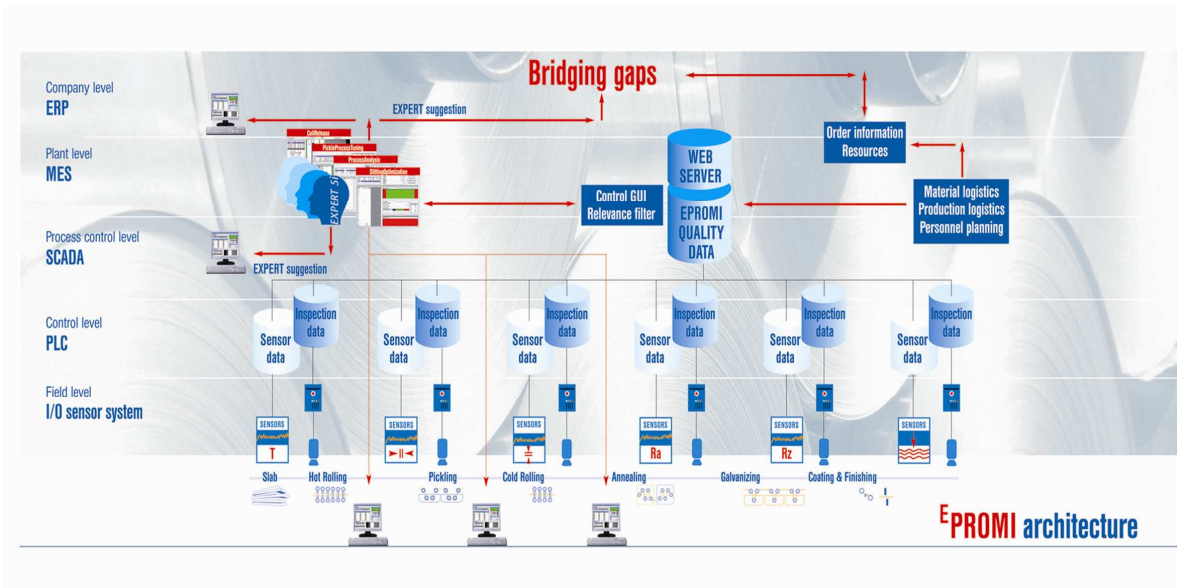 Bridging gaps
Company level
ERP
EXPERT suggestion
Order information
Resources
Plant level
MES
CoilRelease
PickleProcessTuning
ProcessAnalysis
SlittingOptimization
EXPERT Si
WEB
SERVER
Control GUI
Relevance filter
EPROMI
QUALITY
DATA
Material logistics
Production logistics
Personnel planning
Process control level
SCADA
EXPERT suggestion
Control level
PLC
Sensor
data
Inspection
data
Sensor
data
Inspection
data
Sensor
data
Inspection
data
Sensor
data
Inspection
data
Sensor
data
Inspection
data
Sensor
data
Inspection
data
Field level
I/O sensor system
SENSORS
T
SENSORS
SENSORS
SENSORS
Ra
SENSORS
Rz
SENSORS
Slab
Hot Rolling
Pickling
Cold Rolling
Annealing
Galvanizing
Coating & Finishing
EPROMI architecture